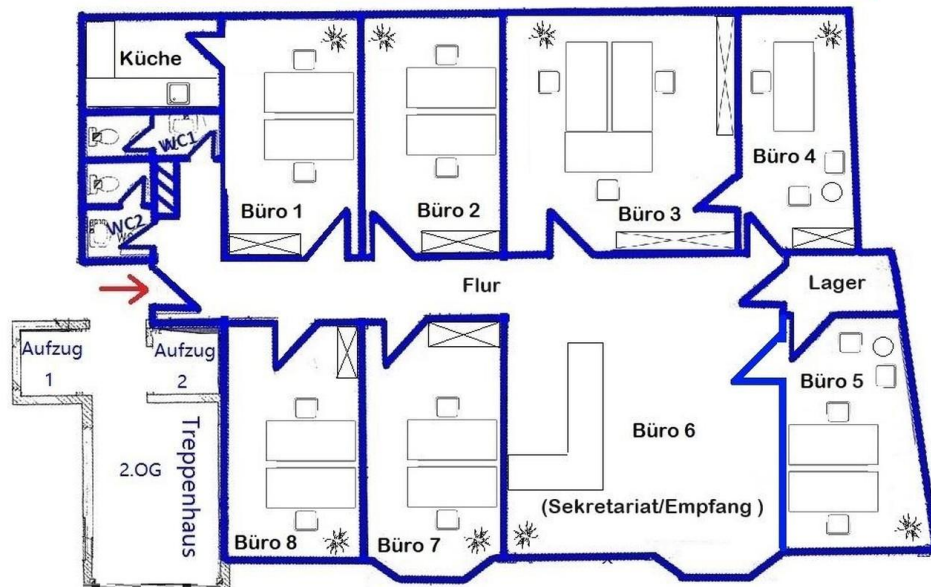 Küche
WC1
Büro 4
Büro 1
Büro 2
Büro 3
WC2
Flur
Lager
Aufzug
1
Aufzug
2
Büro 5
Treppenhaus
Büro 6
2.OG
(Sekretariat/Empfang )
Büro 8
Büro 7